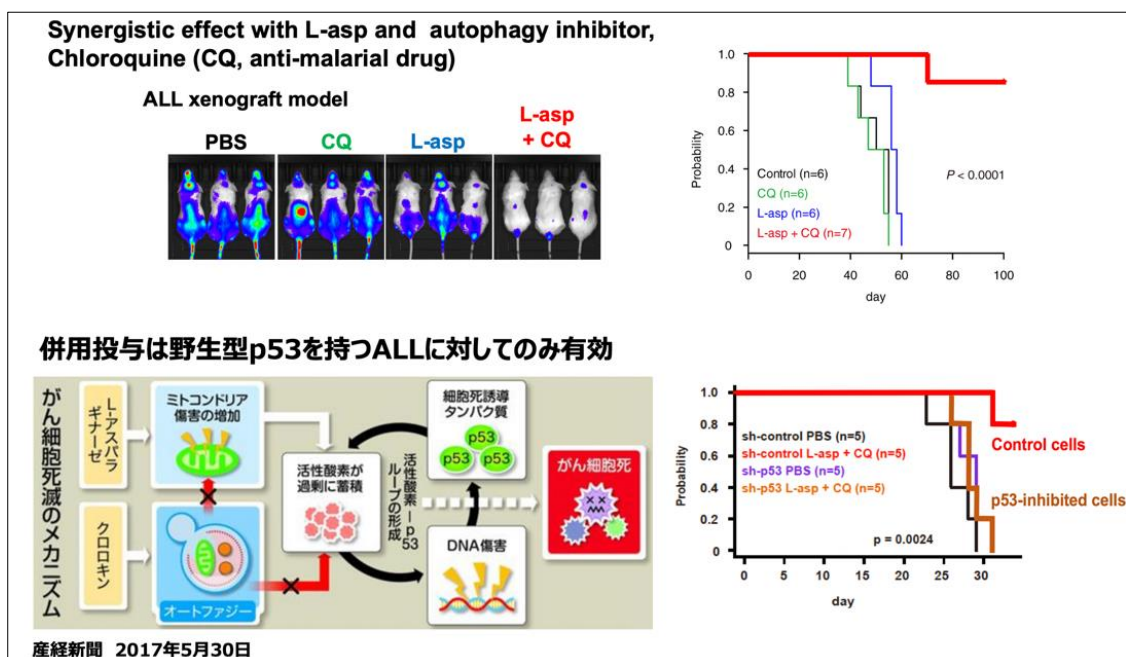 Synergistic effect with L-asp and autophagy inhibitor,
Chloroquine (CQ, anti-malarial drug)
ALL xenograft model
PBS
CQ
L-asp
L-asp
+ CQ
Probability
1.0
0.8
0.6
0.4
0.2
0
Control (n=6)
CQ (n=6)
L-asp (n=6)
L-asp + CQ (n=7)
P < 0.0001
0
20
40
60
80
100
day
併用投与は野生型p53を持つALLに対してのみ有効
がん細胞死滅のメカニズム
L-アスパラ
ギナーゼ
クロロキン
ミトコンドリア
傷害の増加
オートファジー
活性酸素が
過剰に蓄積
活性酸素ーp53
ループの形成
細胞死誘導
タンパク質
p53
p53
p53
DNA傷害
がん細胞死
産経新聞 2017年5月30日
Probability
1.0
0.8
0.6
0.4
0.2
0
sh-control PBS (n=5)
sh-control L-asp + CQ (n=5)
sh-p53 PBS (n=5)
sh-p53 L-asp + CQ (n=5)
p = 0.0024
Control cells
p53-inhibited cells
0
5
10
15
20
25
30
day